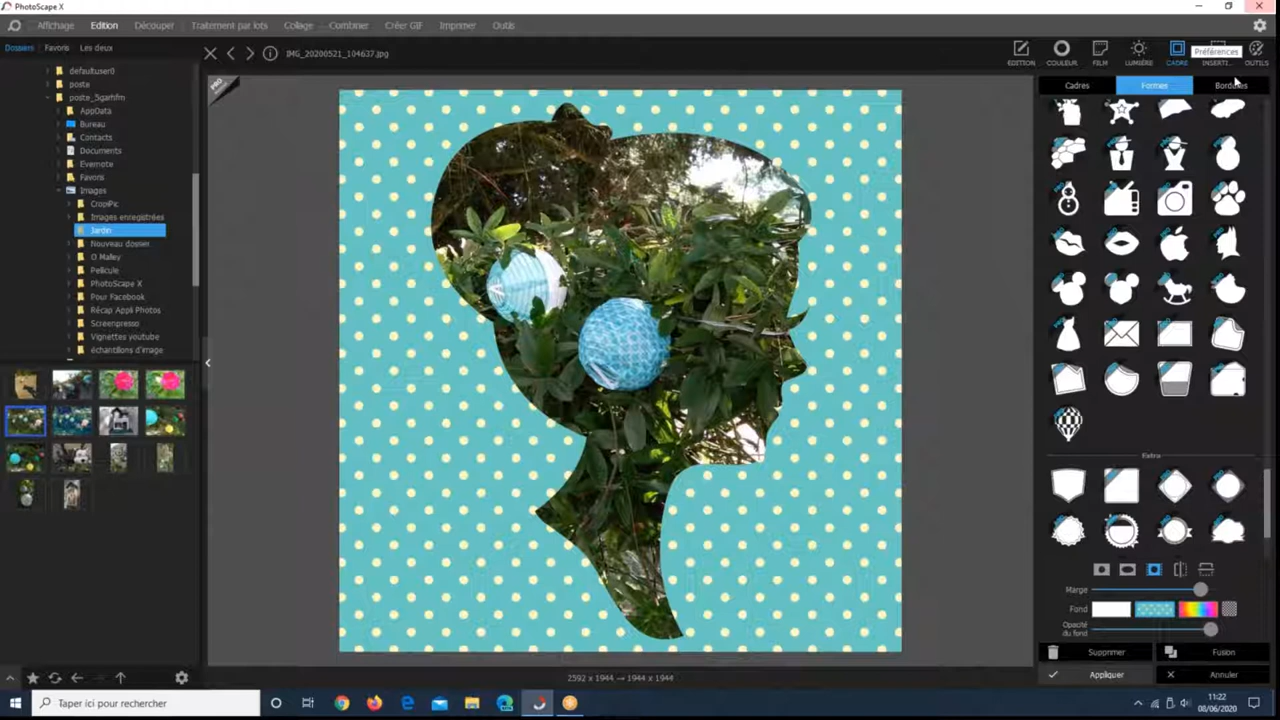 PhotoScape X
Affichage Edition Découper Traitement par lots Collage Combiner Créer GIF Imprimer Outils
Dossiers Favoris Les deux
IMG_20200521_104637.jpg
EDITION COULEUR FILM LUMIÈRE CADRE INSERTI... OUTILS
Préférences
PRO
Cadres Formes Bordures
defaultuser0
poste
poste_5gamhfm
AppData
Bureau
Contacts
Documents
Evernote
Favoris
Images
CropiPic
Images enregistrées
Jardin
Nouveau dossier
O Malley
Pellicule
PhotoScape X
Pour Facebook
Récap Appli Photos
Screenpresso
Vignettes youtube
échantillons d'image
Extra
Marge
Fond
Opacité
du fond
Supprimer Fusion
Appliquer Annuler
2592 x 1944 → 1944 x 1944
Taper ici pour rechercher
11:22
08/06/2020